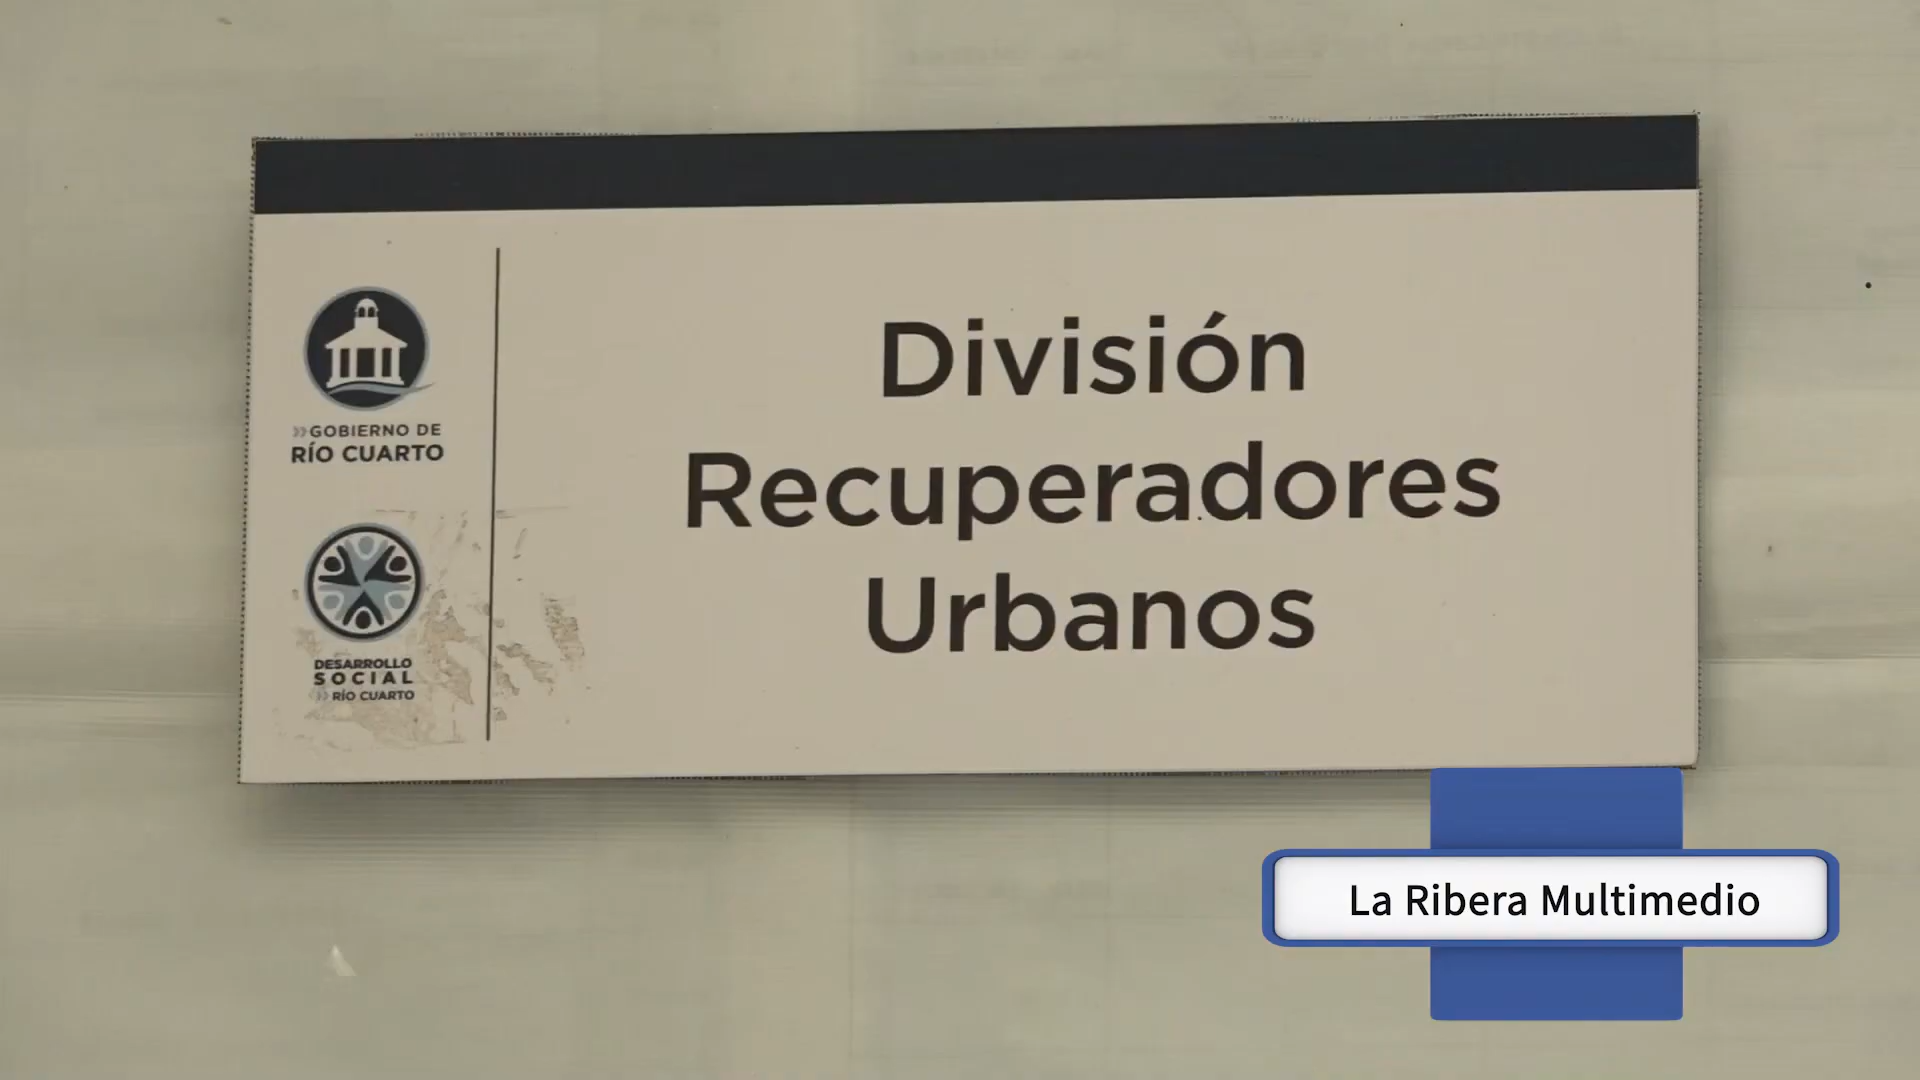 »GOBIERNO DE
RÍO CUARTO
DESARROLLO
SOCIAL
»RÍO CUARTO
División
Recuperadores
Urbanos
La Ribera Multimedio